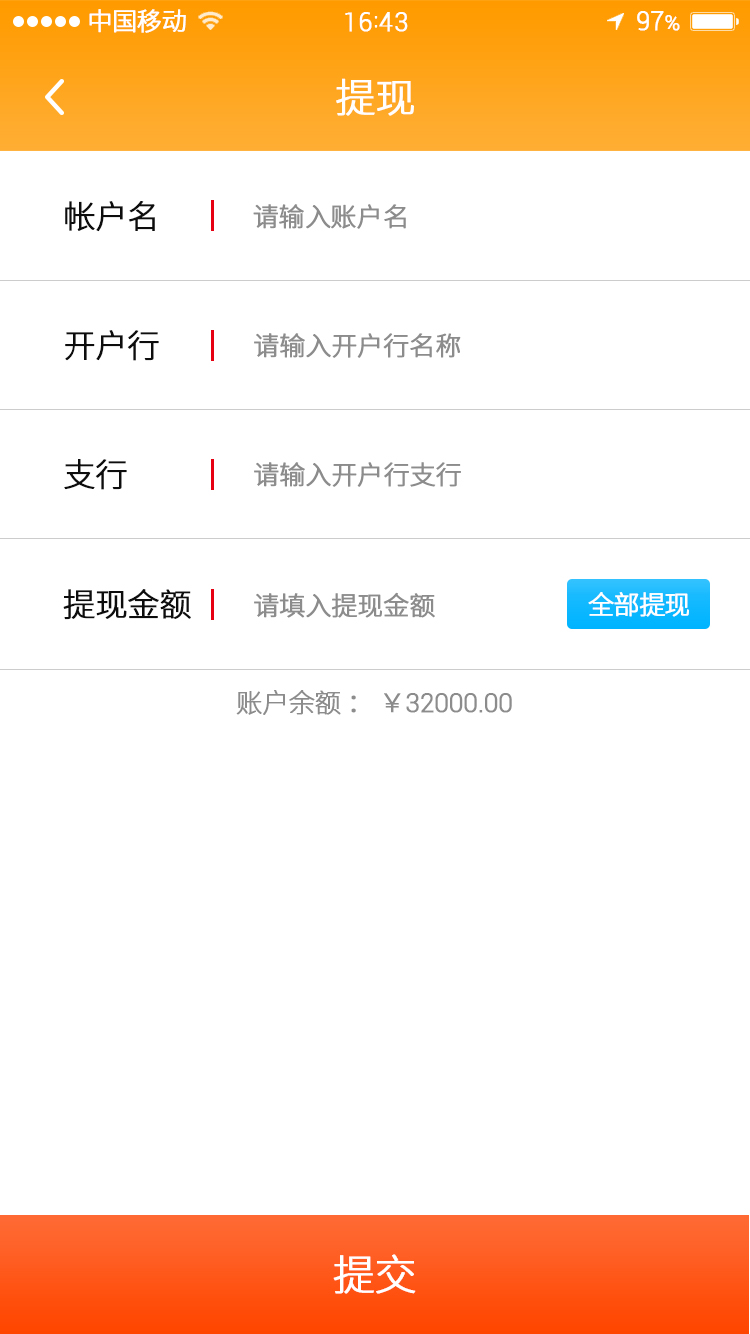 中国移动 16:43 97%
提现
帐户名 请输入账户名
开户行 请输入开户行名称
支行 请输入开户行支行
提现金额 请填入提现金额 全部提现
账户余额： ￥32000.00
提交